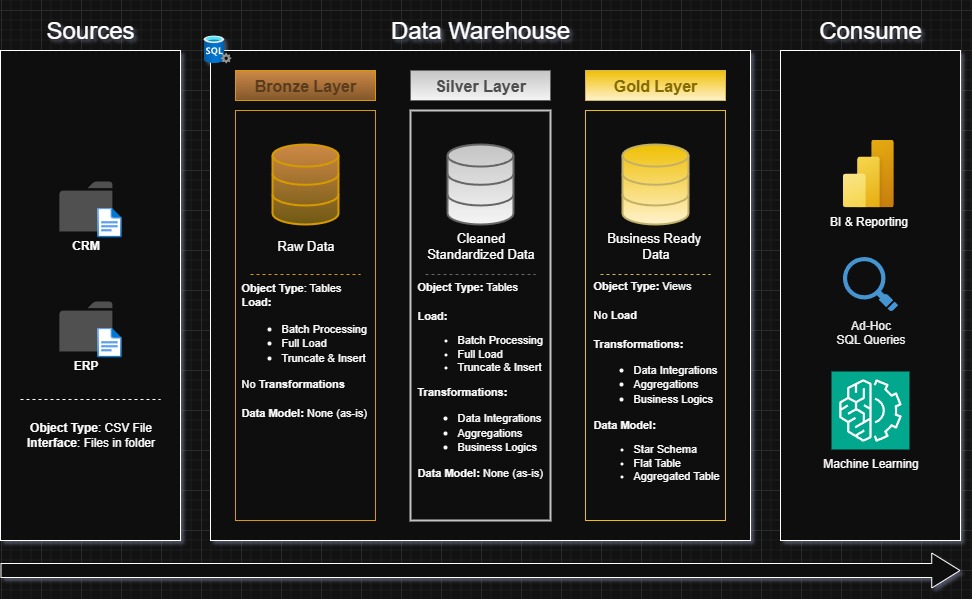 Sources
Data Warehouse
Consume
SQL
Bronze Layer
Silver Layer
Gold Layer
CRM
ERP
Object Type: CSV File
Interface: Files in folder
Raw Data
Object Type: Tables
Load:
• Batch Processing
• Full Load
• Truncate & Insert
No Transformations
Data Model: None (as-is)
Cleaned
Standardized Data
Object Type: Tables
Load:
• Batch Processing
• Full Load
• Truncate & Insert
Transformations:
• Data Integrations
• Aggregations
• Business Logics
Data Model: None (as-is)
Business Ready
Data
Object Type: Views
No Load
Transformations:
• Data Integrations
• Aggregations
• Business Logics
Data Model:
• Star Schema
• Flat Table
• Aggregated Table
BI & Reporting
Ad-Hoc
SQL Queries
Machine Learning